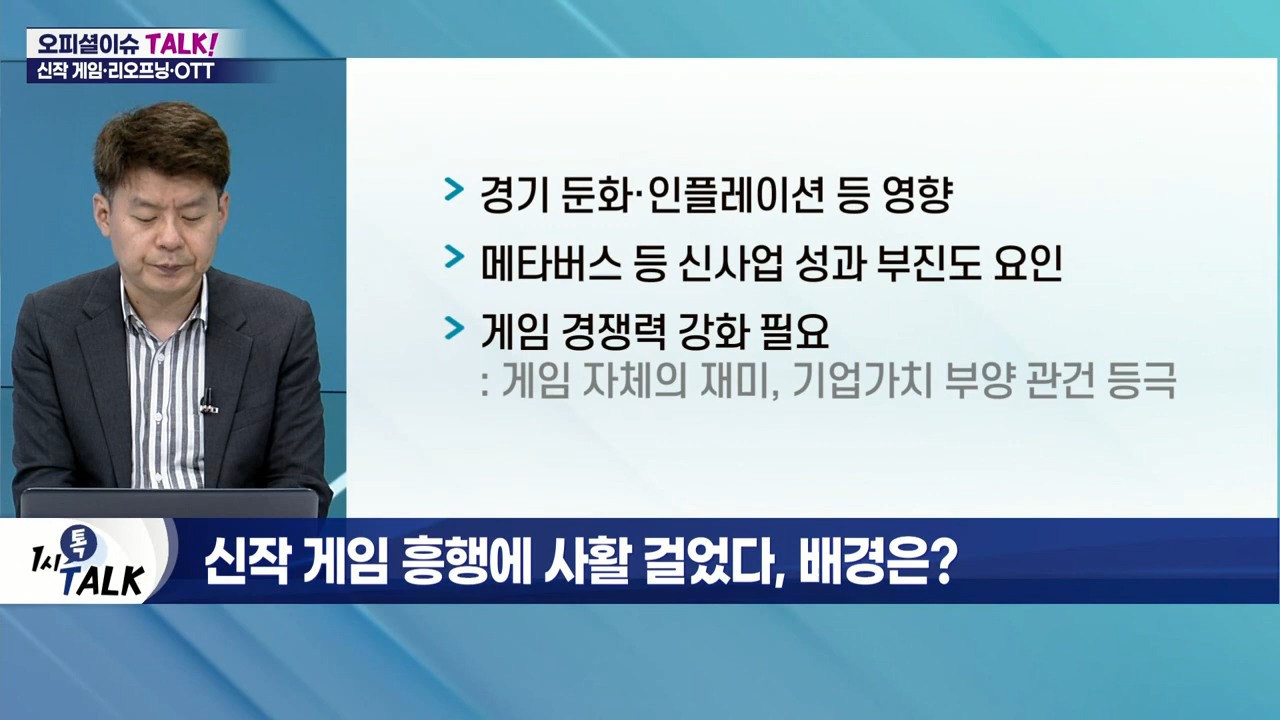 오피셜이슈 TALK!
신작 게임·리오프닝·OTT
> 경기 둔화·인플레이션 등 영향
> 메타버스 등 신사업 성과 부진도 요인
> 게임 경쟁력 강화 필요
: 게임 자체의 재미, 기업가치 부양 관건 등극
1시 톡 TALK
신작 게임 흥행에 사활 걸었다, 배경은?